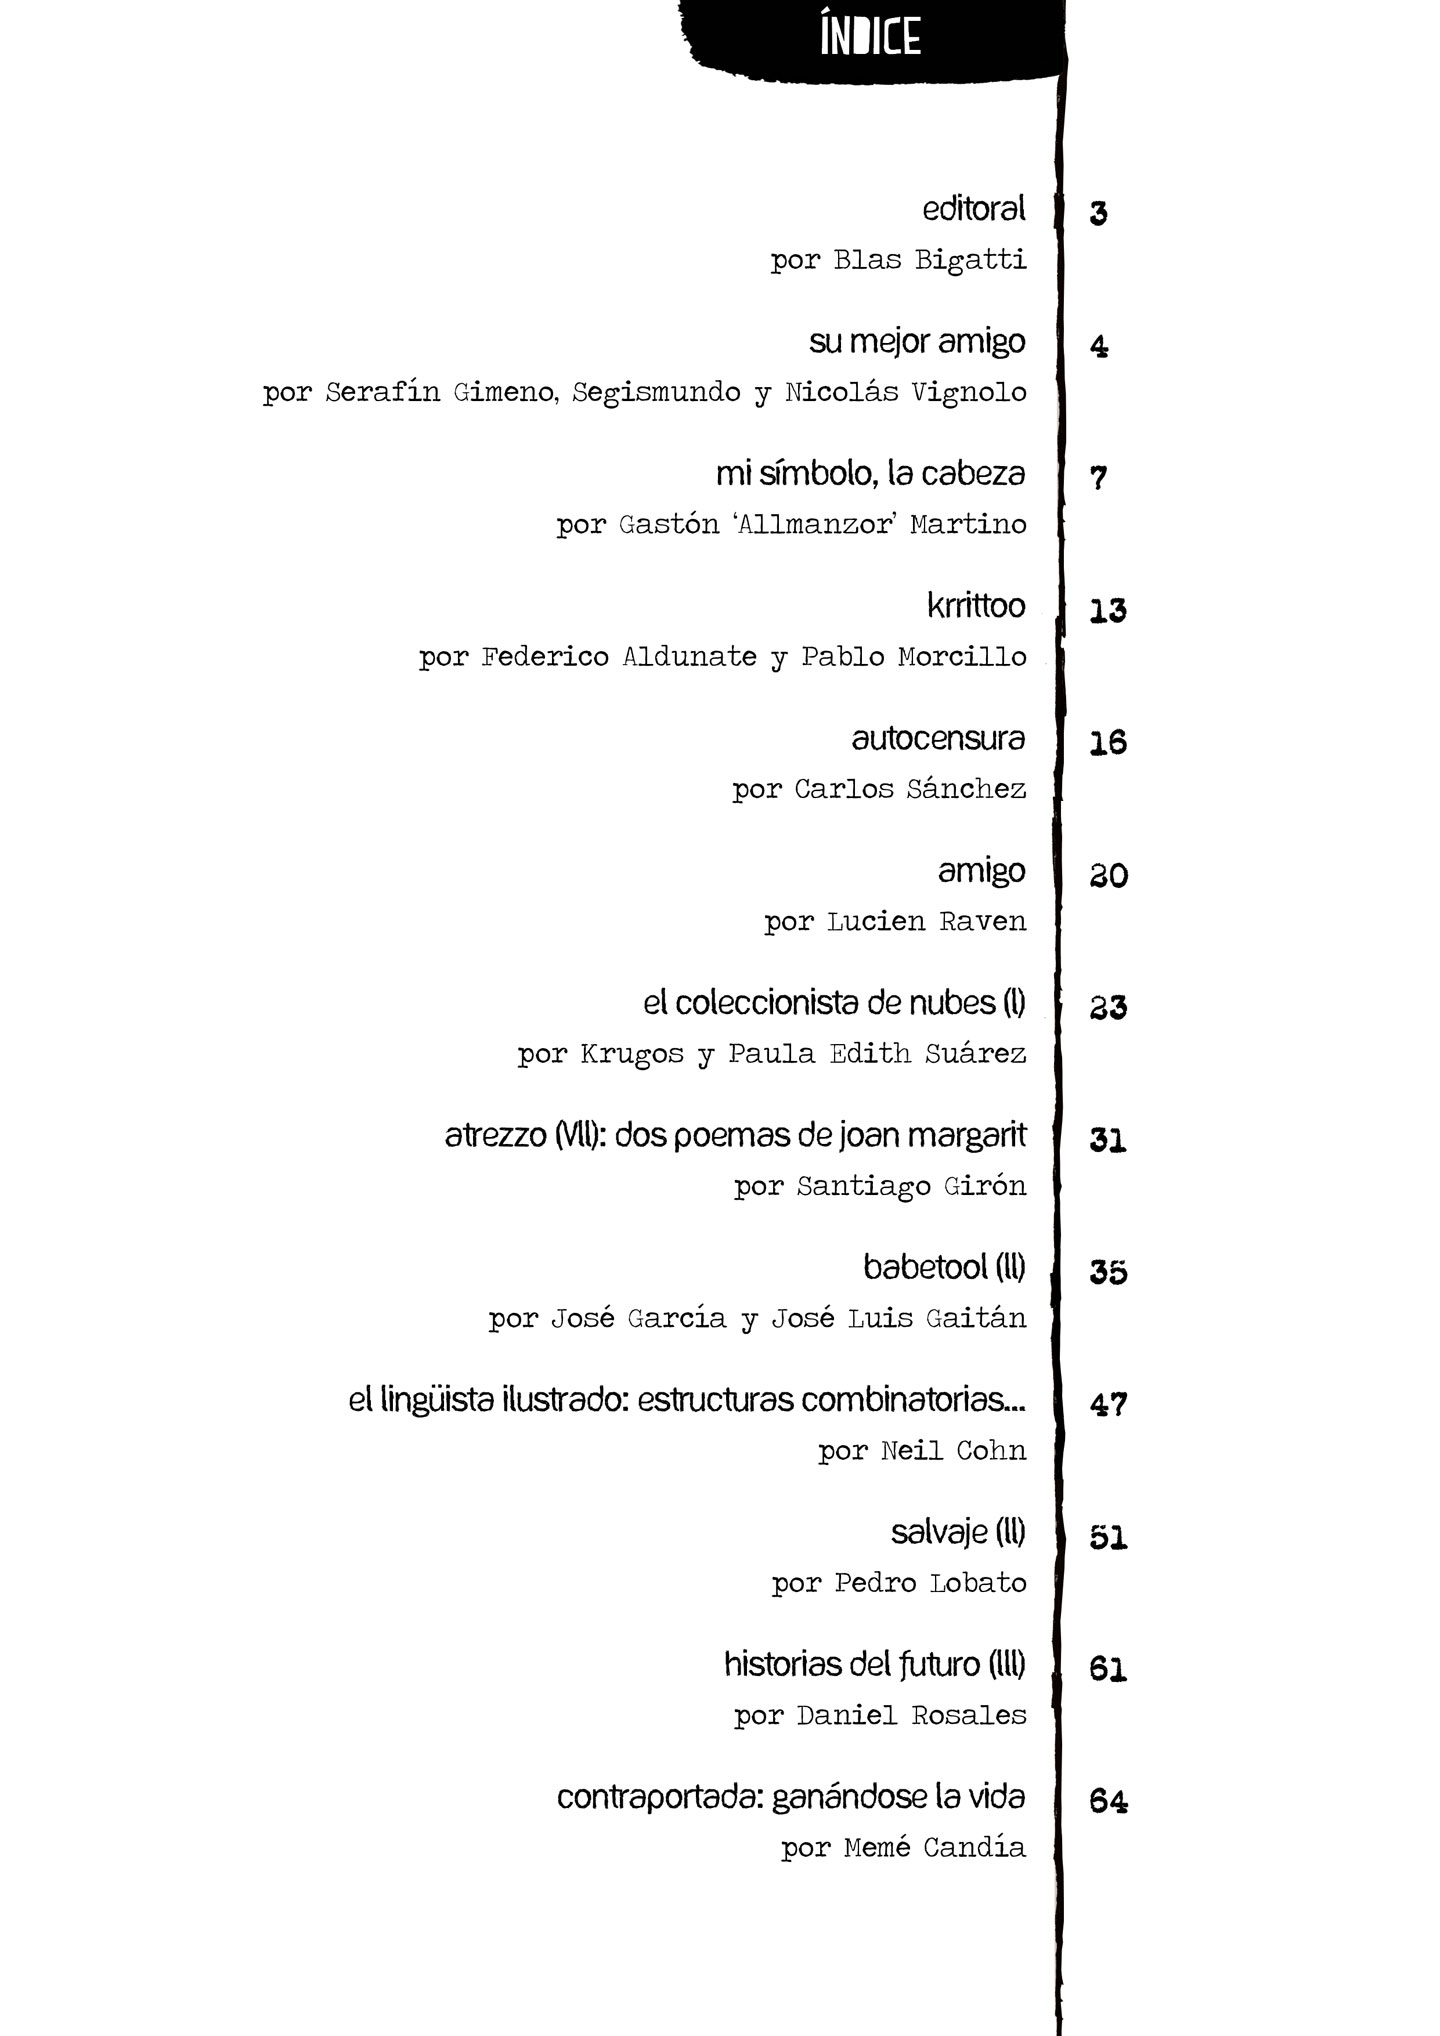 ÍNDICE
editoral 3
por Blas Bigatti
su mejor amigo 4
por Serafín Gimeno, Segismundo y Nicolás Vignolo
mi símbolo, la cabeza 7
por Gastón ‘Allmanzor’ Martino
krrittoo 13
por Federico Aldunate y Pablo Morcillo
autocensura 16
por Carlos Sánchez
amigo 20
por Lucien Raven
el coleccionista de nubes (I) 23
por Krugos y Paula Edith Suárez
atrezzo (VII): dos poemas de joan margarit 31
por Santiago Girón
babetool (II) 35
por José García y José Luis Gaitán
el lingüista ilustrado: estructuras combinatorias... 47
por Neil Cohn
salvaje (II) 51
por Pedro Lobato
historias del futuro (III) 61
por Daniel Rosales
contraportada: ganándose la vida 64
por Memé Candía